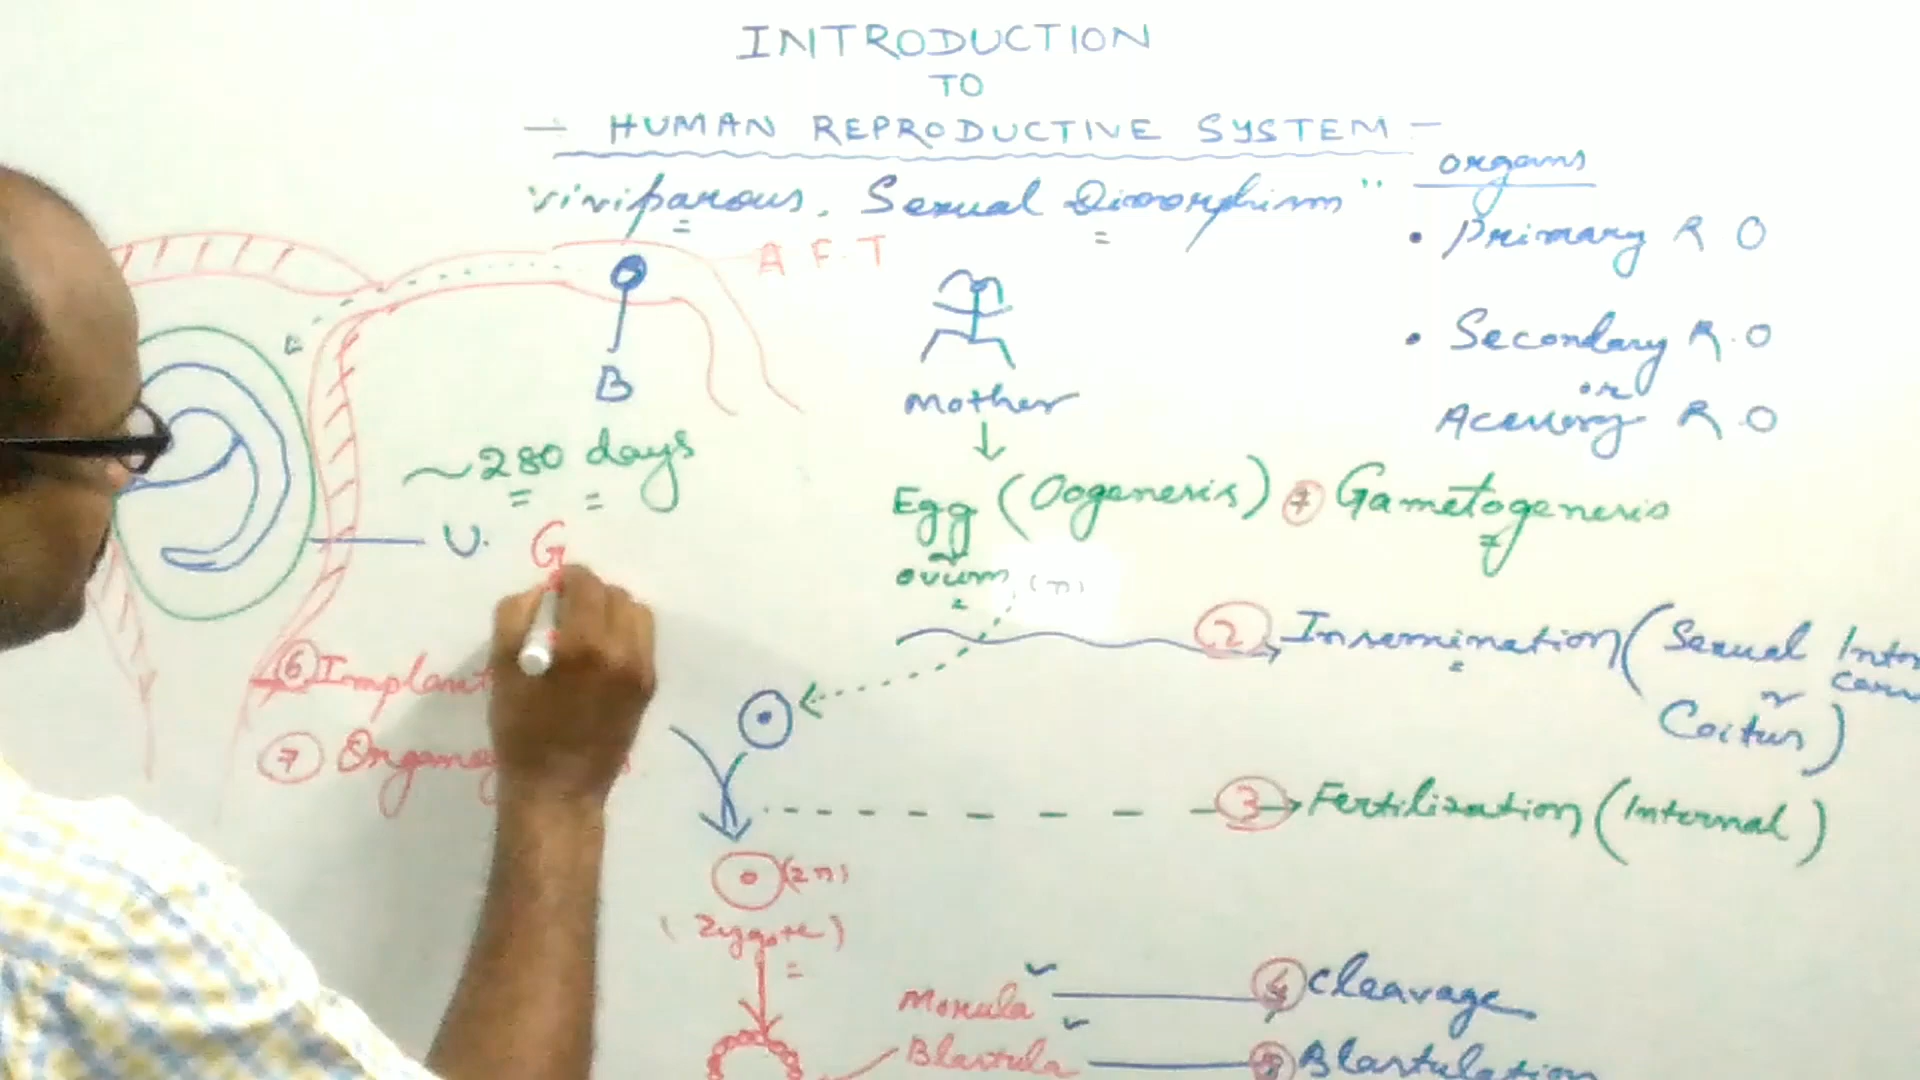 INTRODUCTION
TO
— HUMAN REPRODUCTIVE SYSTEM —
"viviparous, Sexual Dimorphism"
organs
• Primary R O
• Secondary R.O
or
Accessory R.O
A F.T
B
~280 days
U.
G
⑥ Implant
⑦
Mother
Egg (Oogenesis) ① Gametogenesis
ovum (n)
② Insemination (Sexual Inter
or
Coitus)
③ Fertilization (Internal)
(2n)
(Zygote)
Morula ④ Cleavage
Blastula ⑤ Blastulation